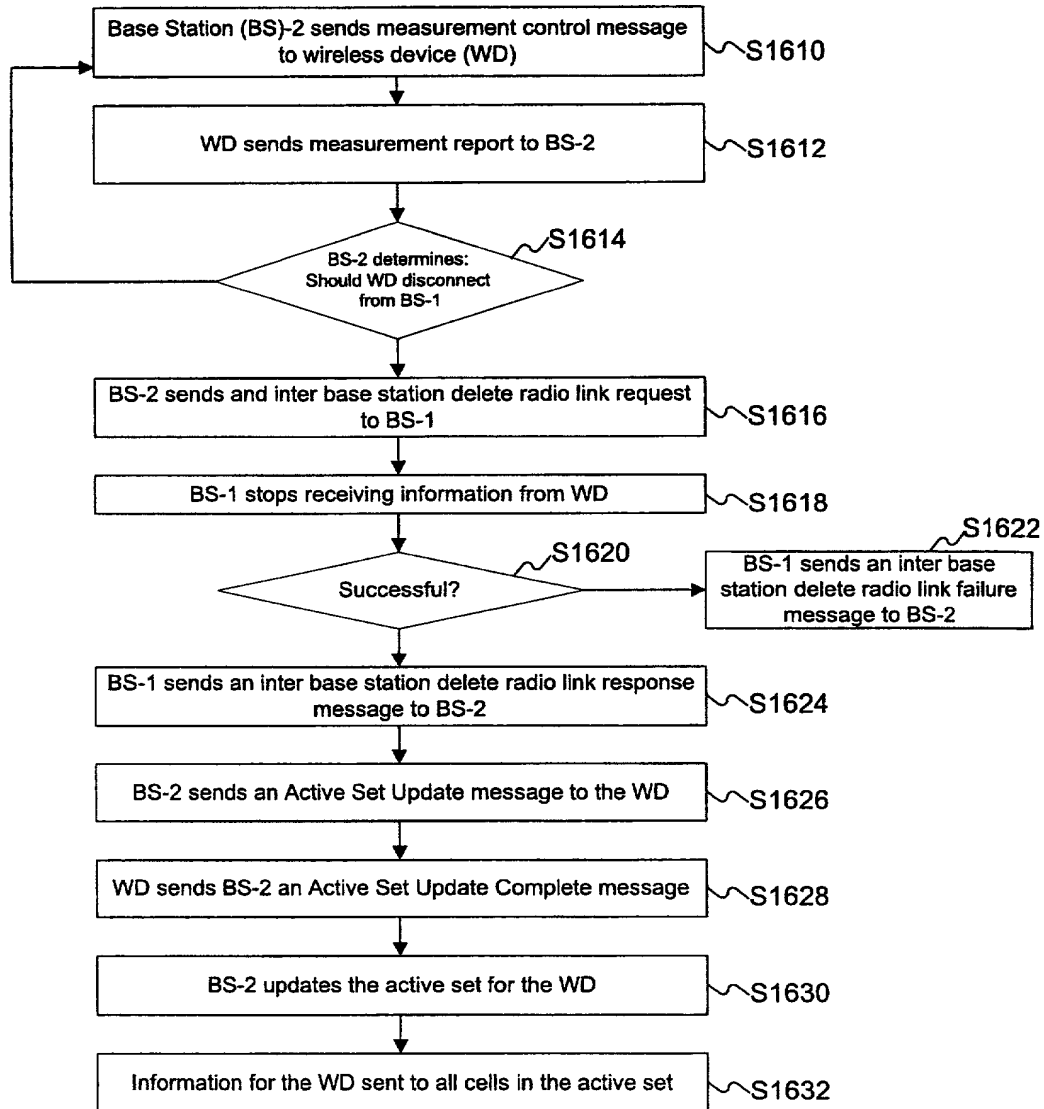 Base Station (BS)-2 sends measurement control message
to wireless device (WD)
S1610
WD sends measurement report to BS-2
S1612
S1614
BS-2 determines:
Should WD disconnect
from BS-1
BS-2 sends and inter base station delete radio link request
to BS-1
S1616
BS-1 stops receiving information from WD
S1618
S1620
Successful?
S1622
BS-1 sends an inter base
station delete radio link failure
message to BS-2
BS-1 sends an inter base station delete radio link response
message to BS-2
S1624
BS-2 sends an Active Set Update message to the WD
S1626
WD sends BS-2 an Active Set Update Complete message
S1628
BS-2 updates the active set for the WD
S1630
Information for the WD sent to all cells in the active set
S1632